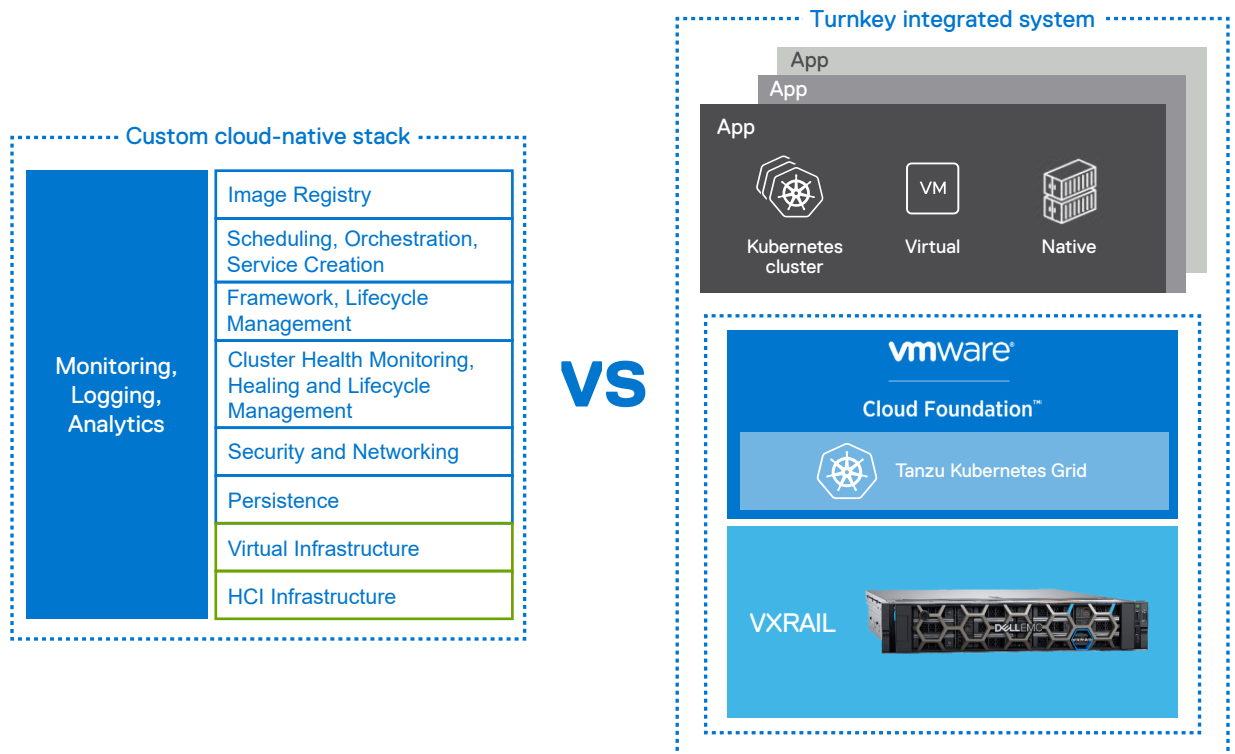 Custom cloud-native stack
Monitoring,
Logging,
Analytics
Image Registry
Scheduling, Orchestration,
Service Creation
Framework, Lifecycle
Management
Cluster Health Monitoring,
Healing and Lifecycle
Management
Security and Networking
Persistence
Virtual Infrastructure
HCI Infrastructure
VS
Turnkey integrated system
App
App
App
VM
Kubernetes
cluster
Virtual
Native
vmware®
Cloud Foundation™
Tanzu Kubernetes Grid
VXRAIL
DELLEMC
VXRAIL